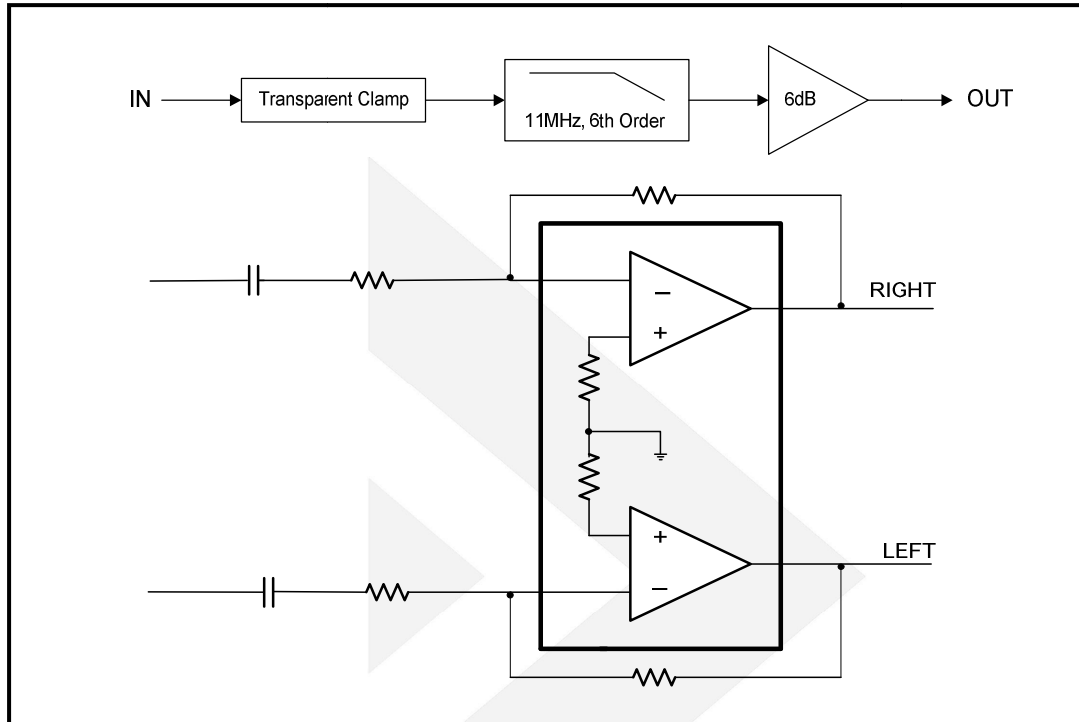 IN
Transparent Clamp
11MHz, 6th Order
6dB
OUT
−
+
RIGHT
+
−
LEFT